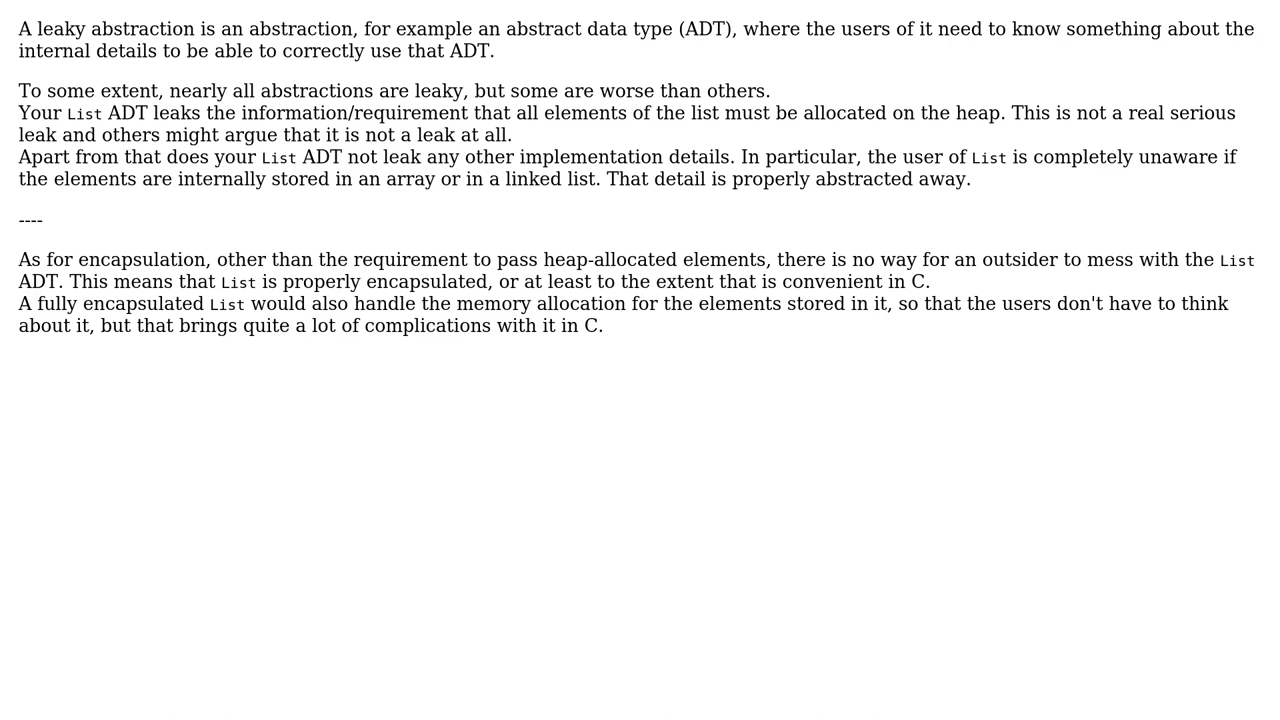 A leaky abstraction is an abstraction, for example an abstract data type (ADT), where the users of it need to know something about the
internal details to be able to correctly use that ADT.
To some extent, nearly all abstractions are leaky, but some are worse than others.
Your List ADT leaks the information/requirement that all elements of the list must be allocated on the heap. This is not a real serious
leak and others might argue that it is not a leak at all.
Apart from that does your List ADT not leak any other implementation details. In particular, the user of List is completely unaware if
the elements are internally stored in an array or in a linked list. That detail is properly abstracted away.
----
As for encapsulation, other than the requirement to pass heap-allocated elements, there is no way for an outsider to mess with the List
ADT. This means that List is properly encapsulated, or at least to the extent that is convenient in C.
A fully encapsulated List would also handle the memory allocation for the elements stored in it, so that the users don't have to think
about it, but that brings quite a lot of complications with it in C.